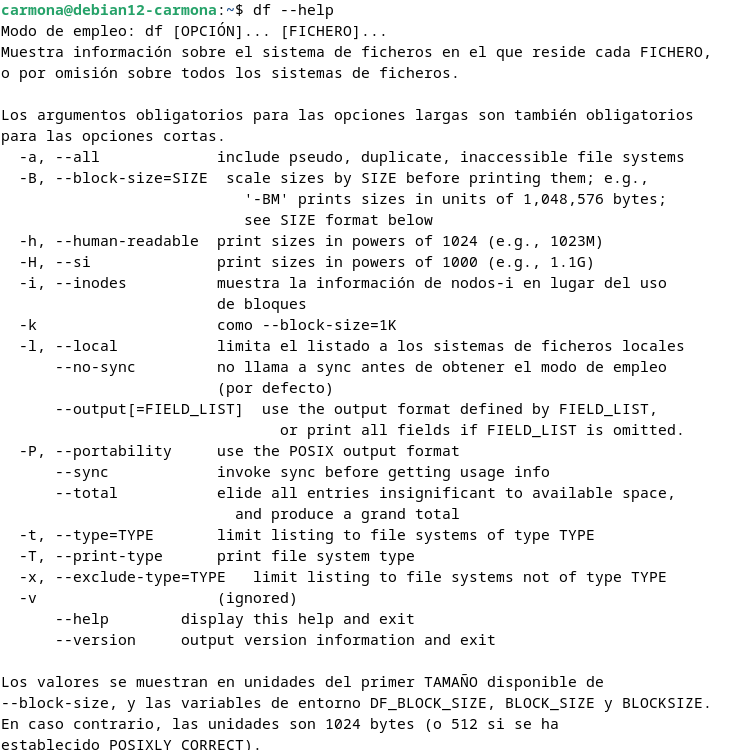 carmona@debian12-carmona:~$ df --help
Modo de empleo: df [OPCIÓN]... [FICHERO]...
Muestra información sobre el sistema de ficheros en el que reside cada FICHERO,
o por omisión sobre todos los sistemas de ficheros.

Los argumentos obligatorios para las opciones largas son también obligatorios
para las opciones cortas.
  -a, --all             include pseudo, duplicate, inaccessible file systems
  -B, --block-size=SIZE  scale sizes by SIZE before printing them; e.g.,
                           '-BM' prints sizes in units of 1,048,576 bytes;
                           see SIZE format below
  -h, --human-readable  print sizes in powers of 1024 (e.g., 1023M)
  -H, --si              print sizes in powers of 1000 (e.g., 1.1G)
  -i, --inodes          muestra la información de nodos-i en lugar del uso
                        de bloques
  -k                    como --block-size=1K
  -l, --local           limita el listado a los sistemas de ficheros locales
      --no-sync         no llama a sync antes de obtener el modo de empleo
                        (por defecto)
      --output[=FIELD_LIST]  use the output format defined by FIELD_LIST,
                               or print all fields if FIELD_LIST is omitted.
  -P, --portability     use the POSIX output format
      --sync            invoke sync before getting usage info
      --total           elide all entries insignificant to available space,
                          and produce a grand total
  -t, --type=TYPE       limit listing to file systems of type TYPE
  -T, --print-type      print file system type
  -x, --exclude-type=TYPE   limit listing to file systems not of type TYPE
  -v                    (ignored)
      --help        display this help and exit
      --version     output version information and exit

Los valores se muestran en unidades del primer TAMAÑO disponible de
--block-size, y las variables de entorno DF_BLOCK_SIZE, BLOCK_SIZE y BLOCKSIZE.
En caso contrario, las unidades son 1024 bytes (o 512 si se ha
establecido POSIXLY_CORRECT).